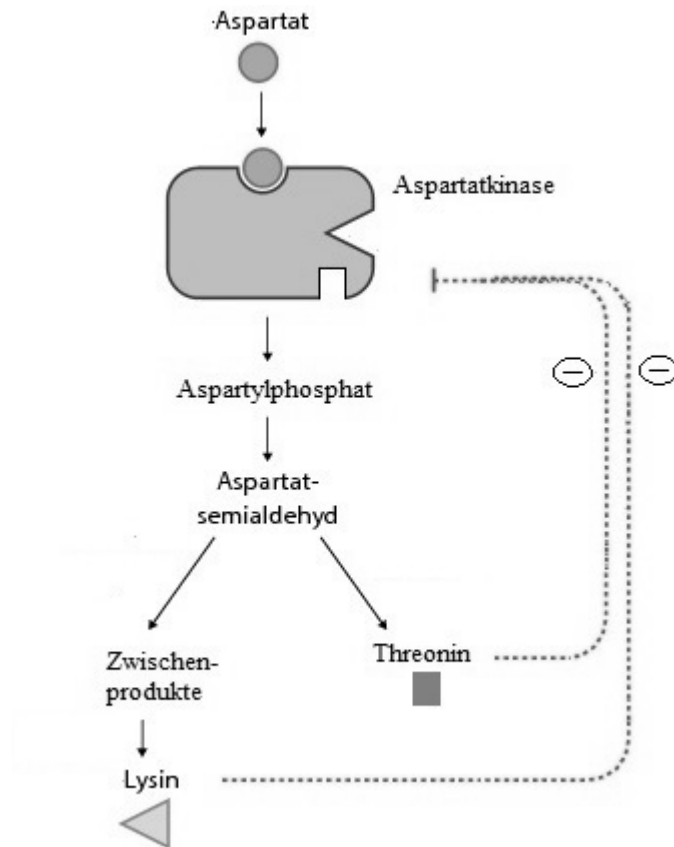 Aspartat
Aspartatkinase
Aspartylphosphat
Aspartat-
semialdehyd
Zwischen-
produkte
Threonin
Lysin